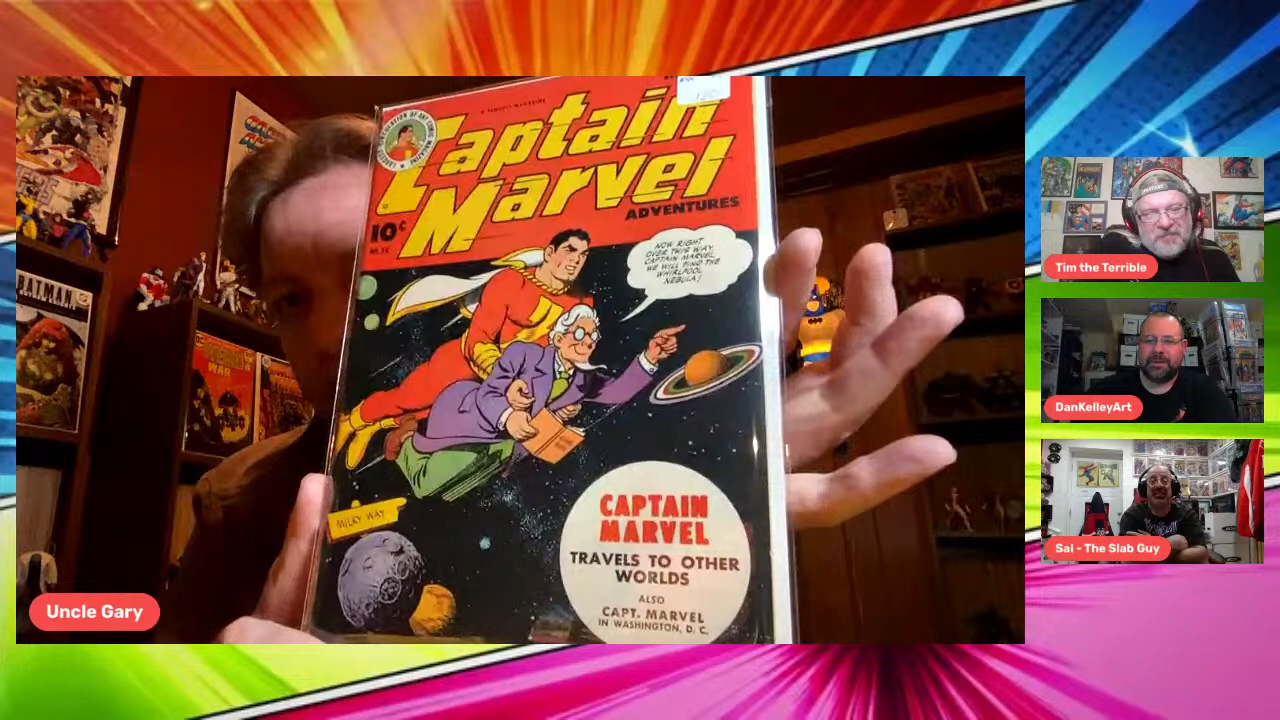 Captain
Marvel
ADVENTURES
10¢
NOW RIGHT
OVER THIS WAY,
CAPTAIN MARVEL,
WE WILL FIND THE
WHIRLPOOL
NEBULA!
MILKY WAY
CAPTAIN
MARVEL
TRAVELS TO OTHER
WORLDS
ALSO
CAPT. MARVEL
IN WASHINGTON, D. C.
BATMAN
WAR
Uncle Gary
Tim the Terrible
DanKelleyArt
Sal - The Slab Guy